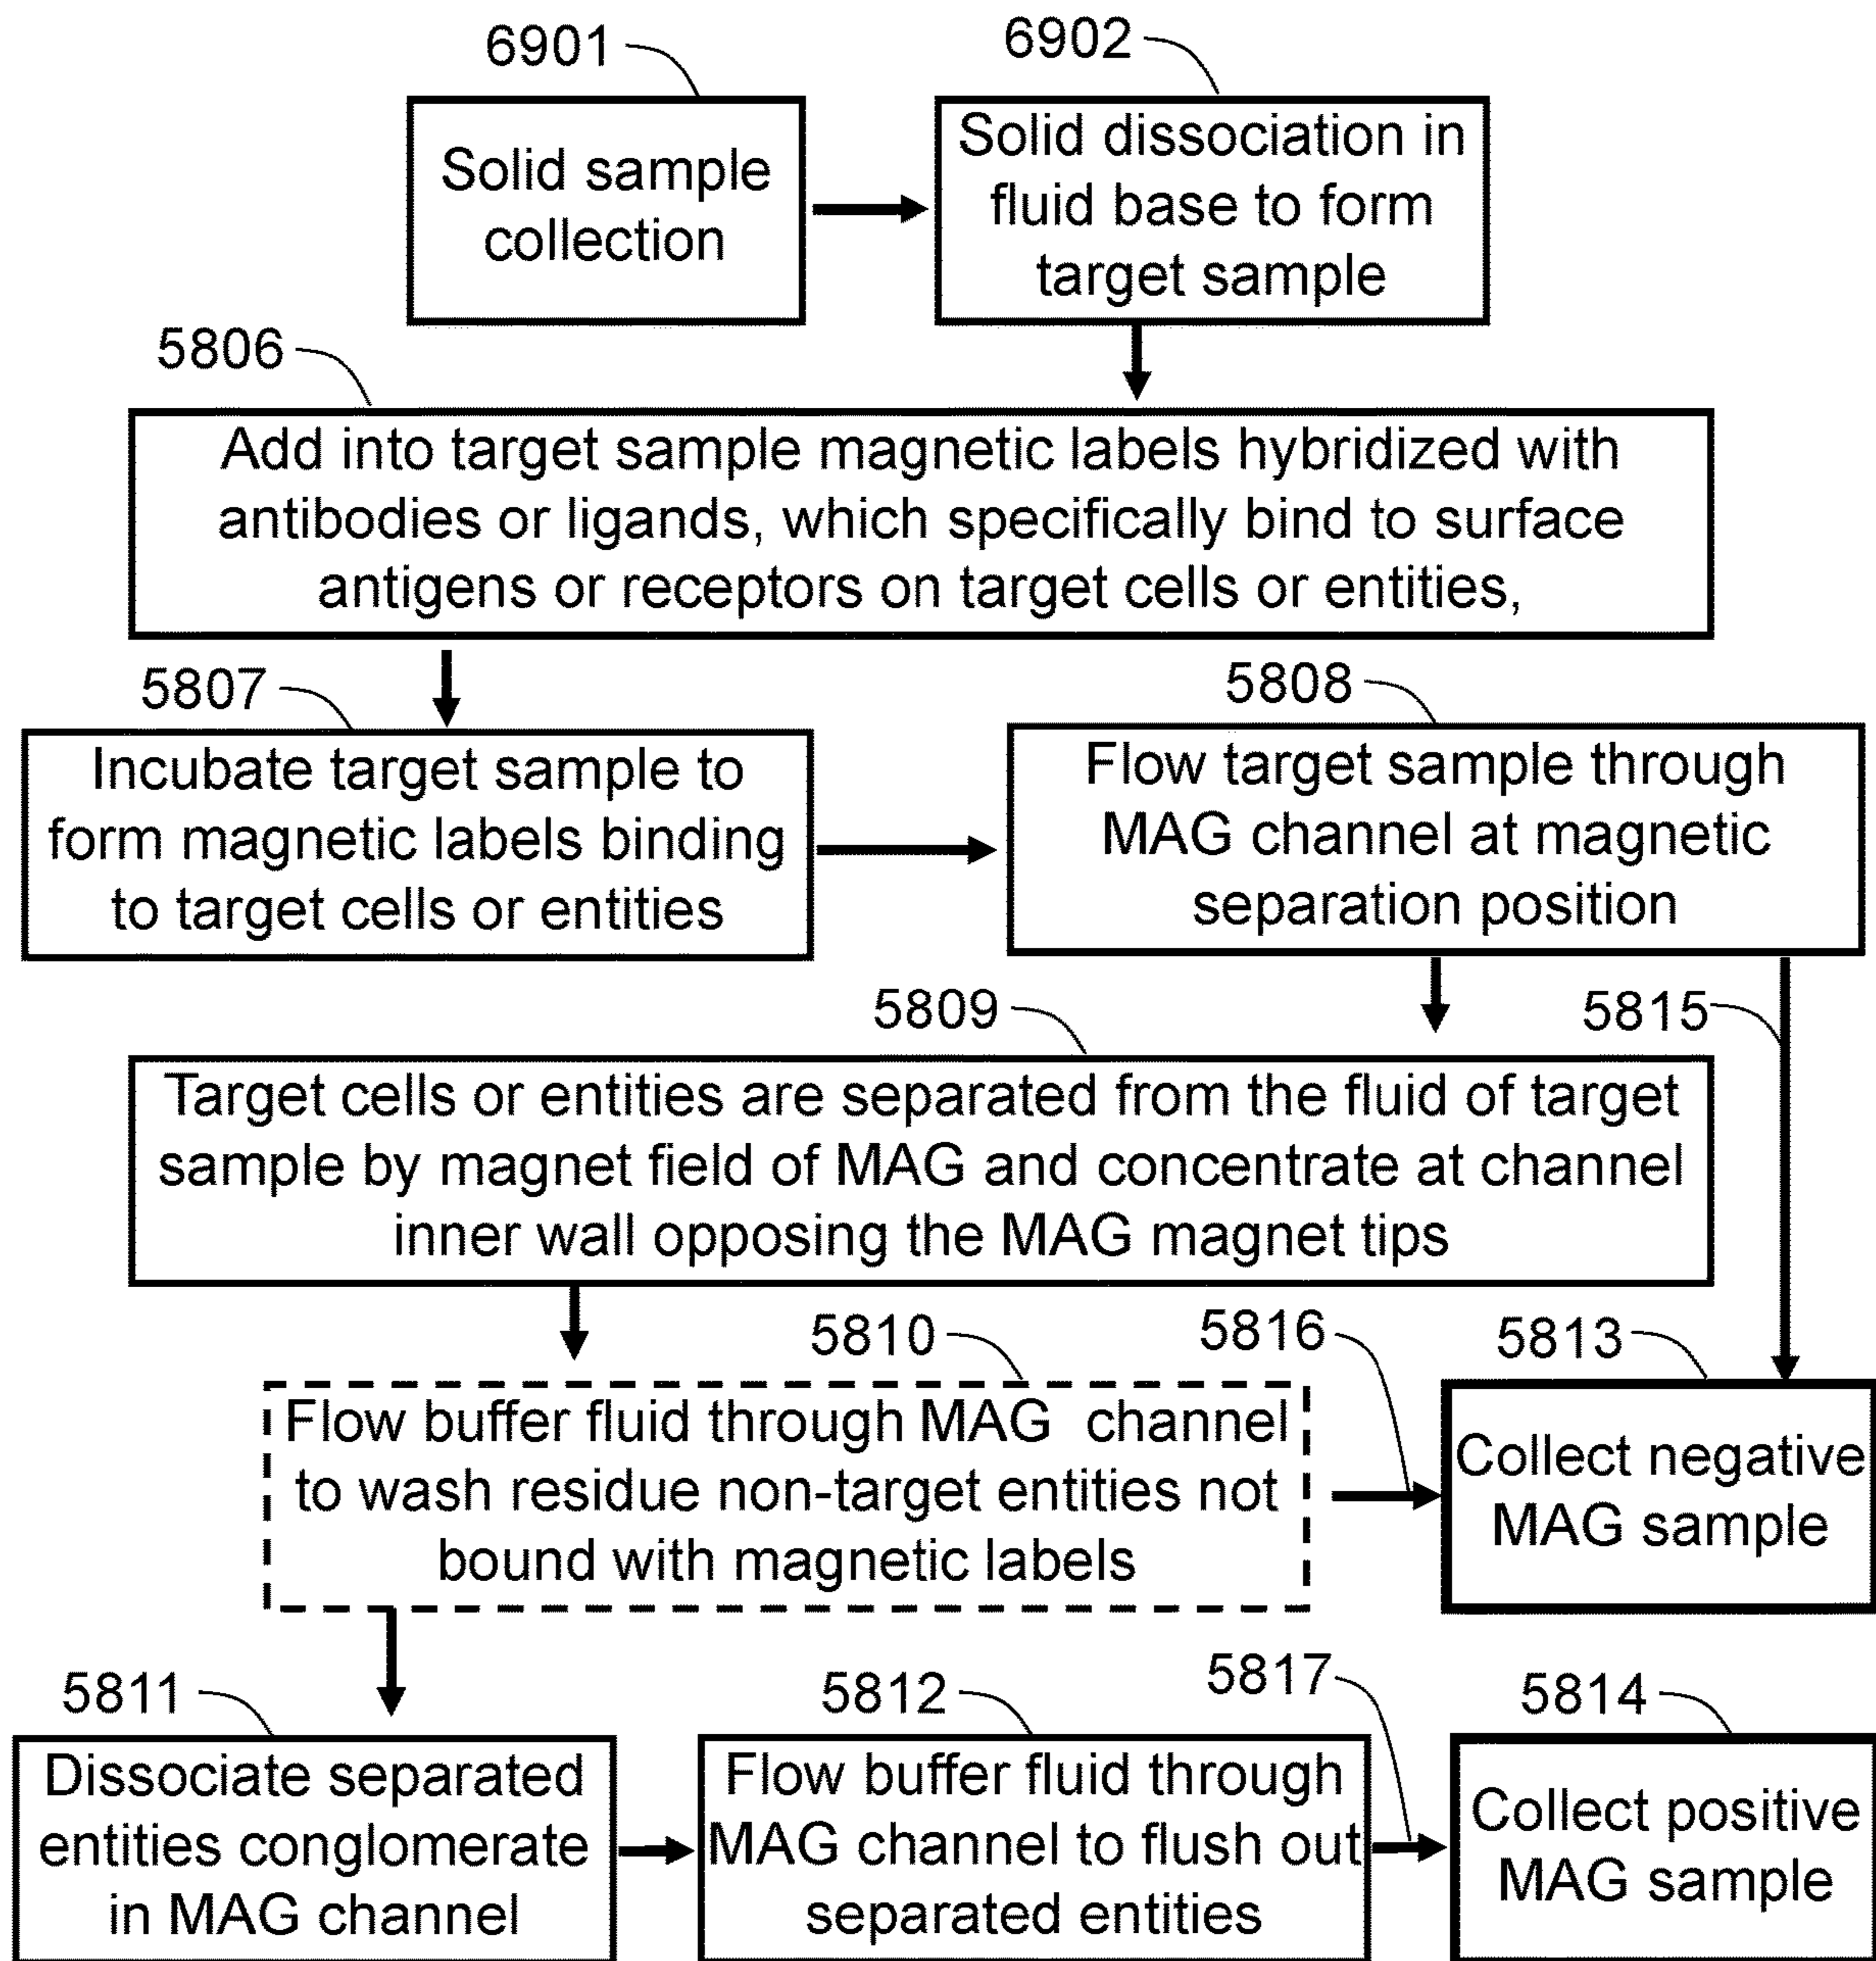 6901
6902
Solid sample
collection
Solid dissociation in
fluid base to form
target sample
5806
Add into target sample magnetic labels hybridized with
antibodies or ligands, which specifically bind to surface
antigens or receptors on target cells or entities,
5807
5808
Incubate target sample to
form magnetic labels binding
to target cells or entities
Flow target sample through
MAG channel at magnetic
separation position
5809
5815
Target cells or entities are separated from the fluid of target
sample by magnet field of MAG and concentrate at channel
inner wall opposing the MAG magnet tips
5810
5816
5813
Flow buffer fluid through MAG channel
to wash residue non-target entities not
bound with magnetic labels
Collect negative
MAG sample
5811
5812
5817
5814
Dissociate separated
entities conglomerate
in MAG channel
Flow buffer fluid through
MAG channel to flush out
separated entities
Collect positive
MAG sample